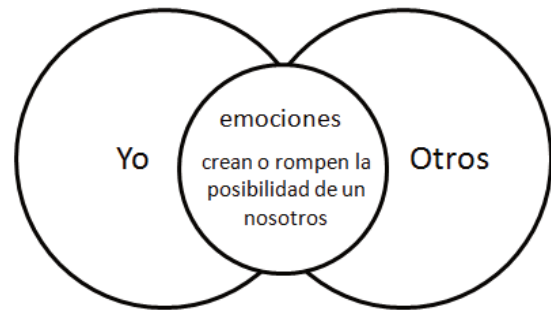 Yo
emociones
crean o rompen la
posibilidad de un
nosotros
Otros